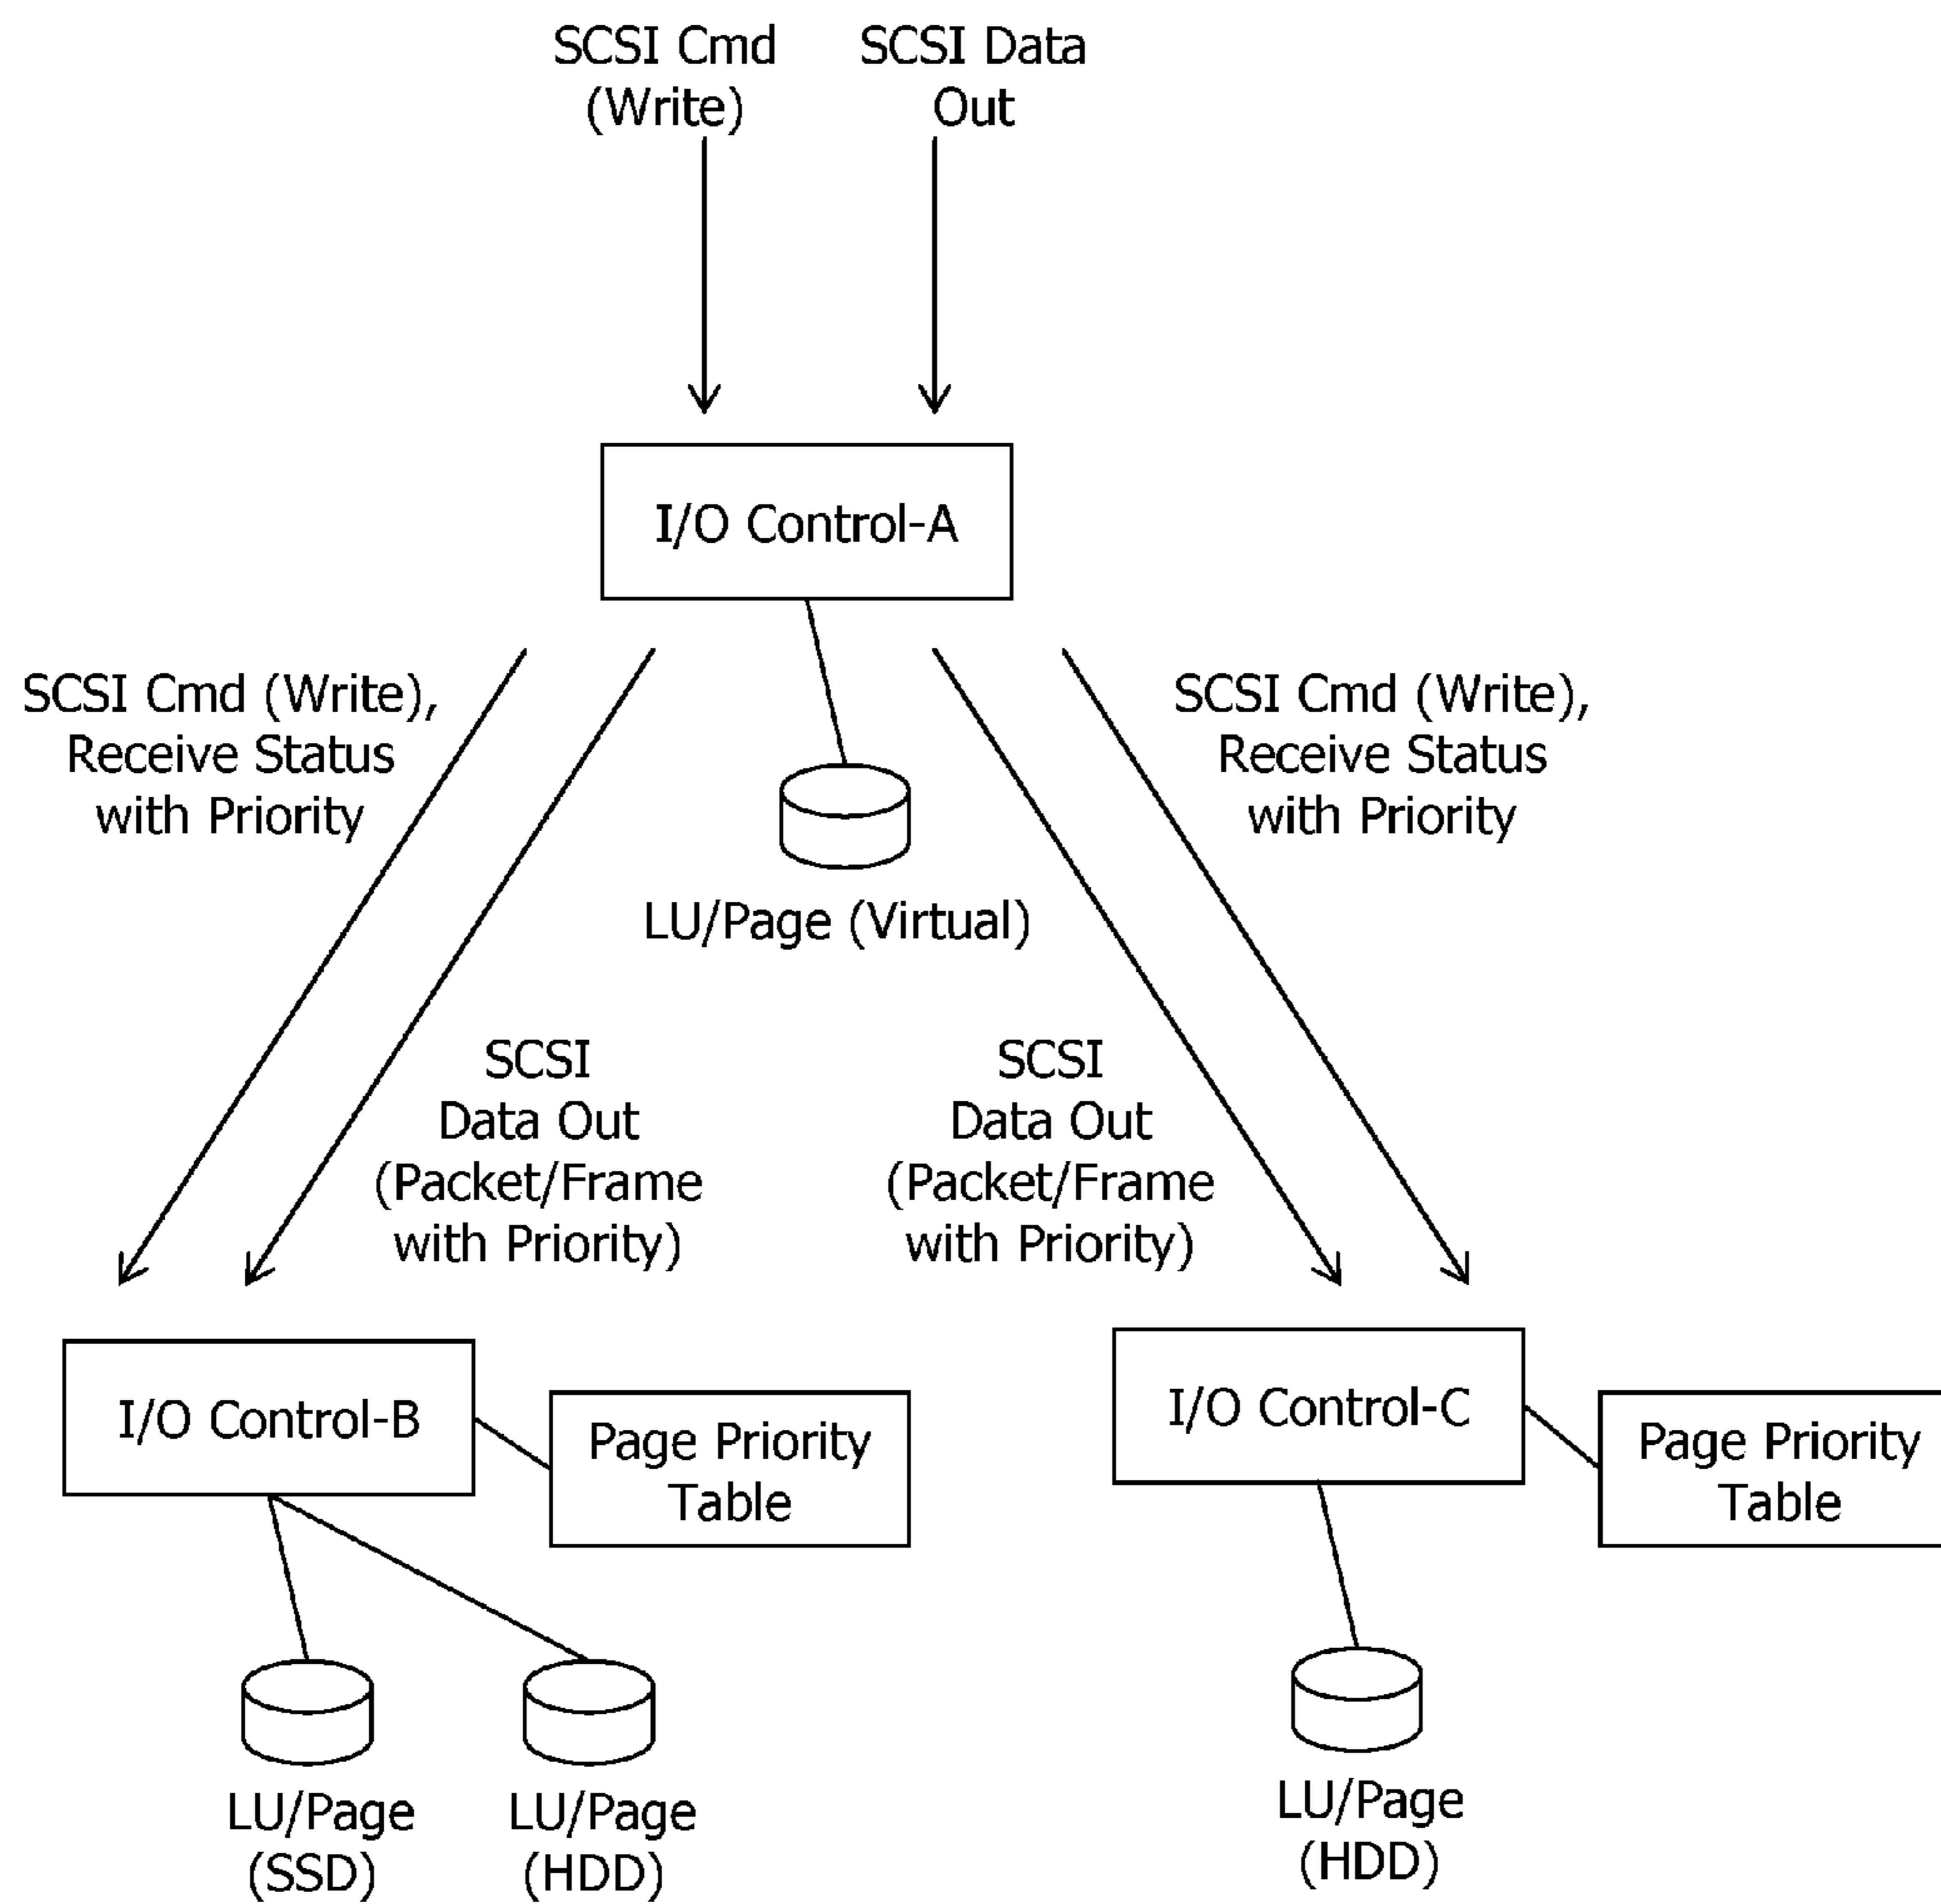 SCSI Cmd
(Write)
SCSI Data
Out
I/O Control-A
SCSI Cmd (Write),
Receive Status
with Priority
SCSI Cmd (Write),
Receive Status
with Priority
LU/Page (Virtual)
SCSI
Data Out
(Packet/Frame
with Priority)
SCSI
Data Out
(Packet/Frame
with Priority)
I/O Control-B
Page Priority
Table
I/O Control-C
Page Priority
Table
LU/Page
(SSD)
LU/Page
(HDD)
LU/Page
(HDD)